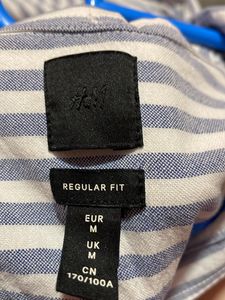 H&M
REGULAR FIT
EUR
M
UK
M
CN
170/100A